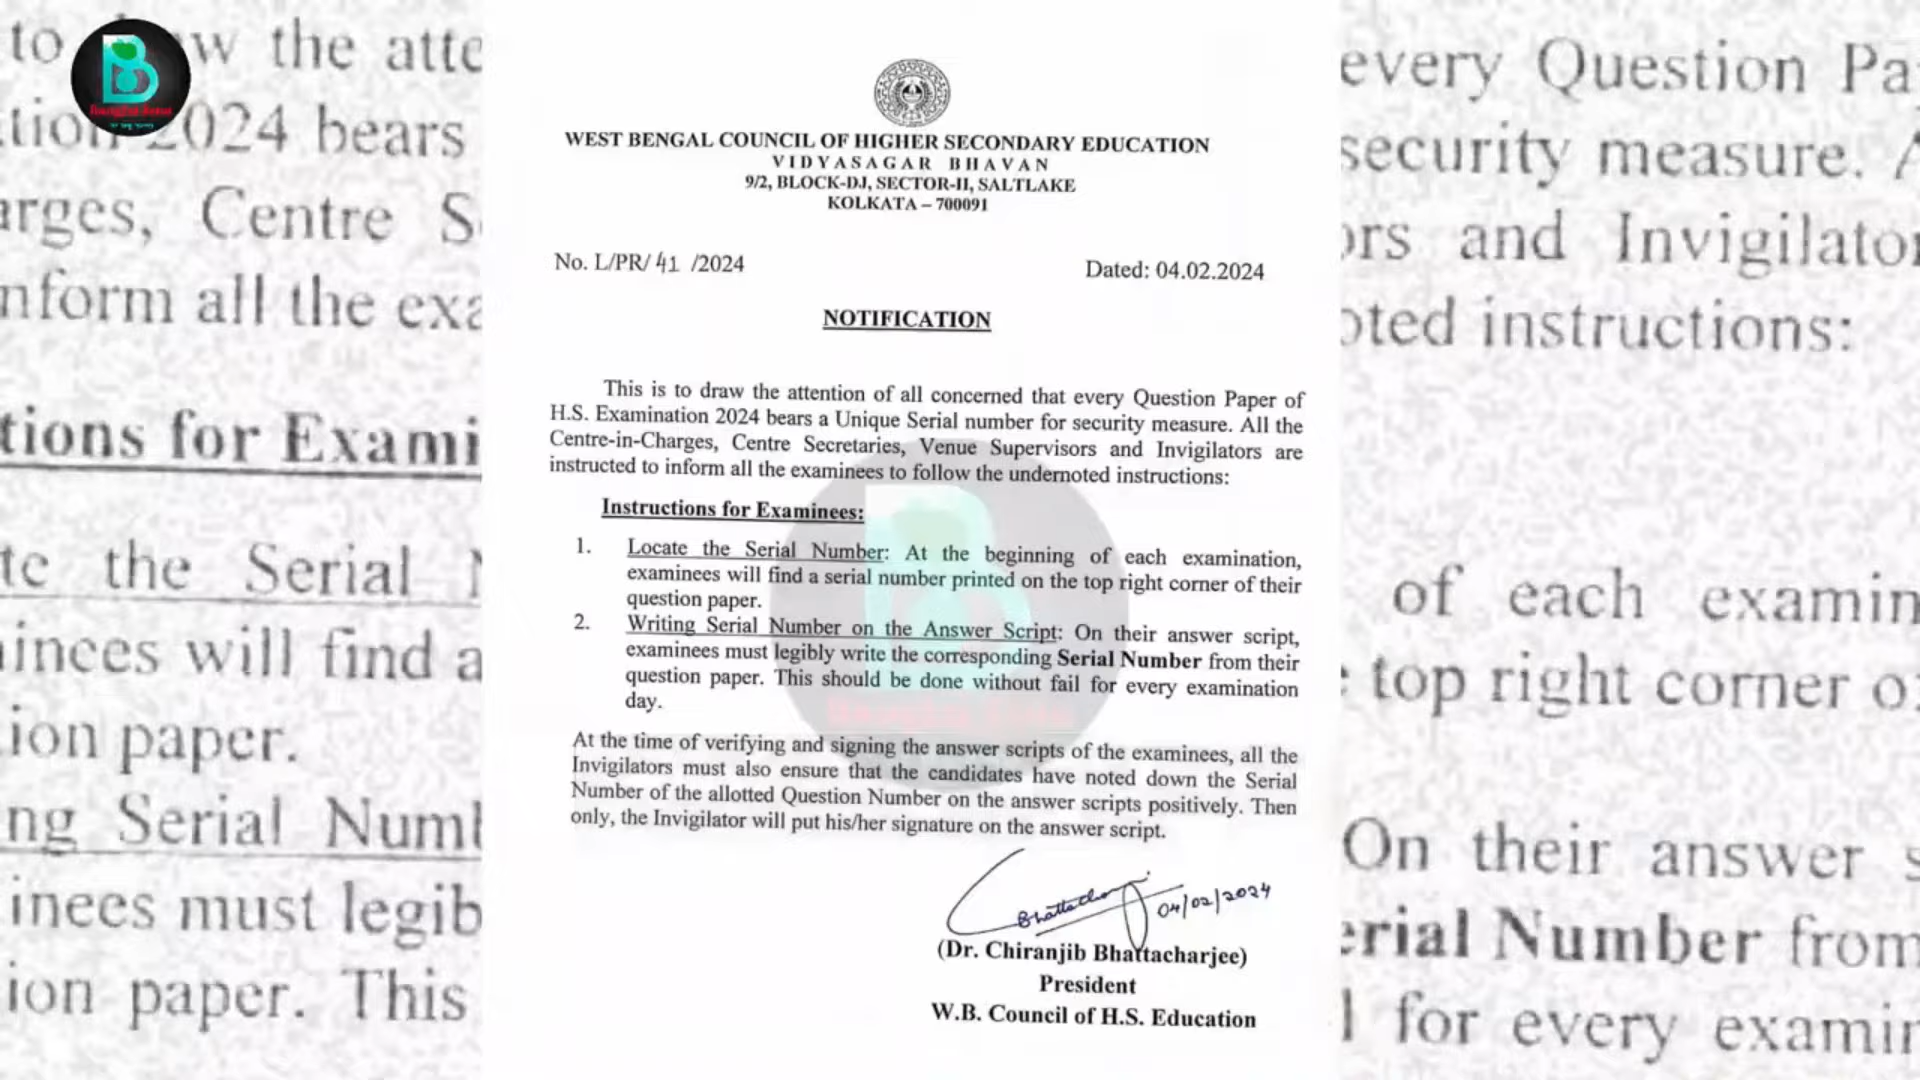 WEST BENGAL COUNCIL OF HIGHER SECONDARY EDUCATION
VIDYASAGAR BHAVAN
9/2, BLOCK-DJ, SECTOR-II, SALTLAKE
KOLKATA – 700091
No. L/PR/ 41 /2024
Dated: 04.02.2024
NOTIFICATION
This is to draw the attention of all concerned that every Question Paper of
H.S. Examination 2024 bears a Unique Serial number for security measure. All the
Centre-in-Charges, Centre Secretaries, Venue Supervisors and Invigilators are
instructed to inform all the examinees to follow the undernoted instructions:
Instructions for Examinees:
1. Locate the Serial Number: At the beginning of each examination,
examinees will find a serial number printed on the top right corner of their
question paper.
2. Writing Serial Number on the Answer Script: On their answer script,
examinees must legibly write the corresponding Serial Number from their
question paper. This should be done without fail for every examination
day.
At the time of verifying and signing the answer scripts of the examinees, all the
Invigilators must also ensure that the candidates have noted down the Serial
Number of the allotted Question Number on the answer scripts positively. Then
only, the Invigilator will put his/her signature on the answer script.
Bhattacharjee 04/02/2024
(Dr. Chiranjib Bhattacharjee)
President
W.B. Council of H.S. Education